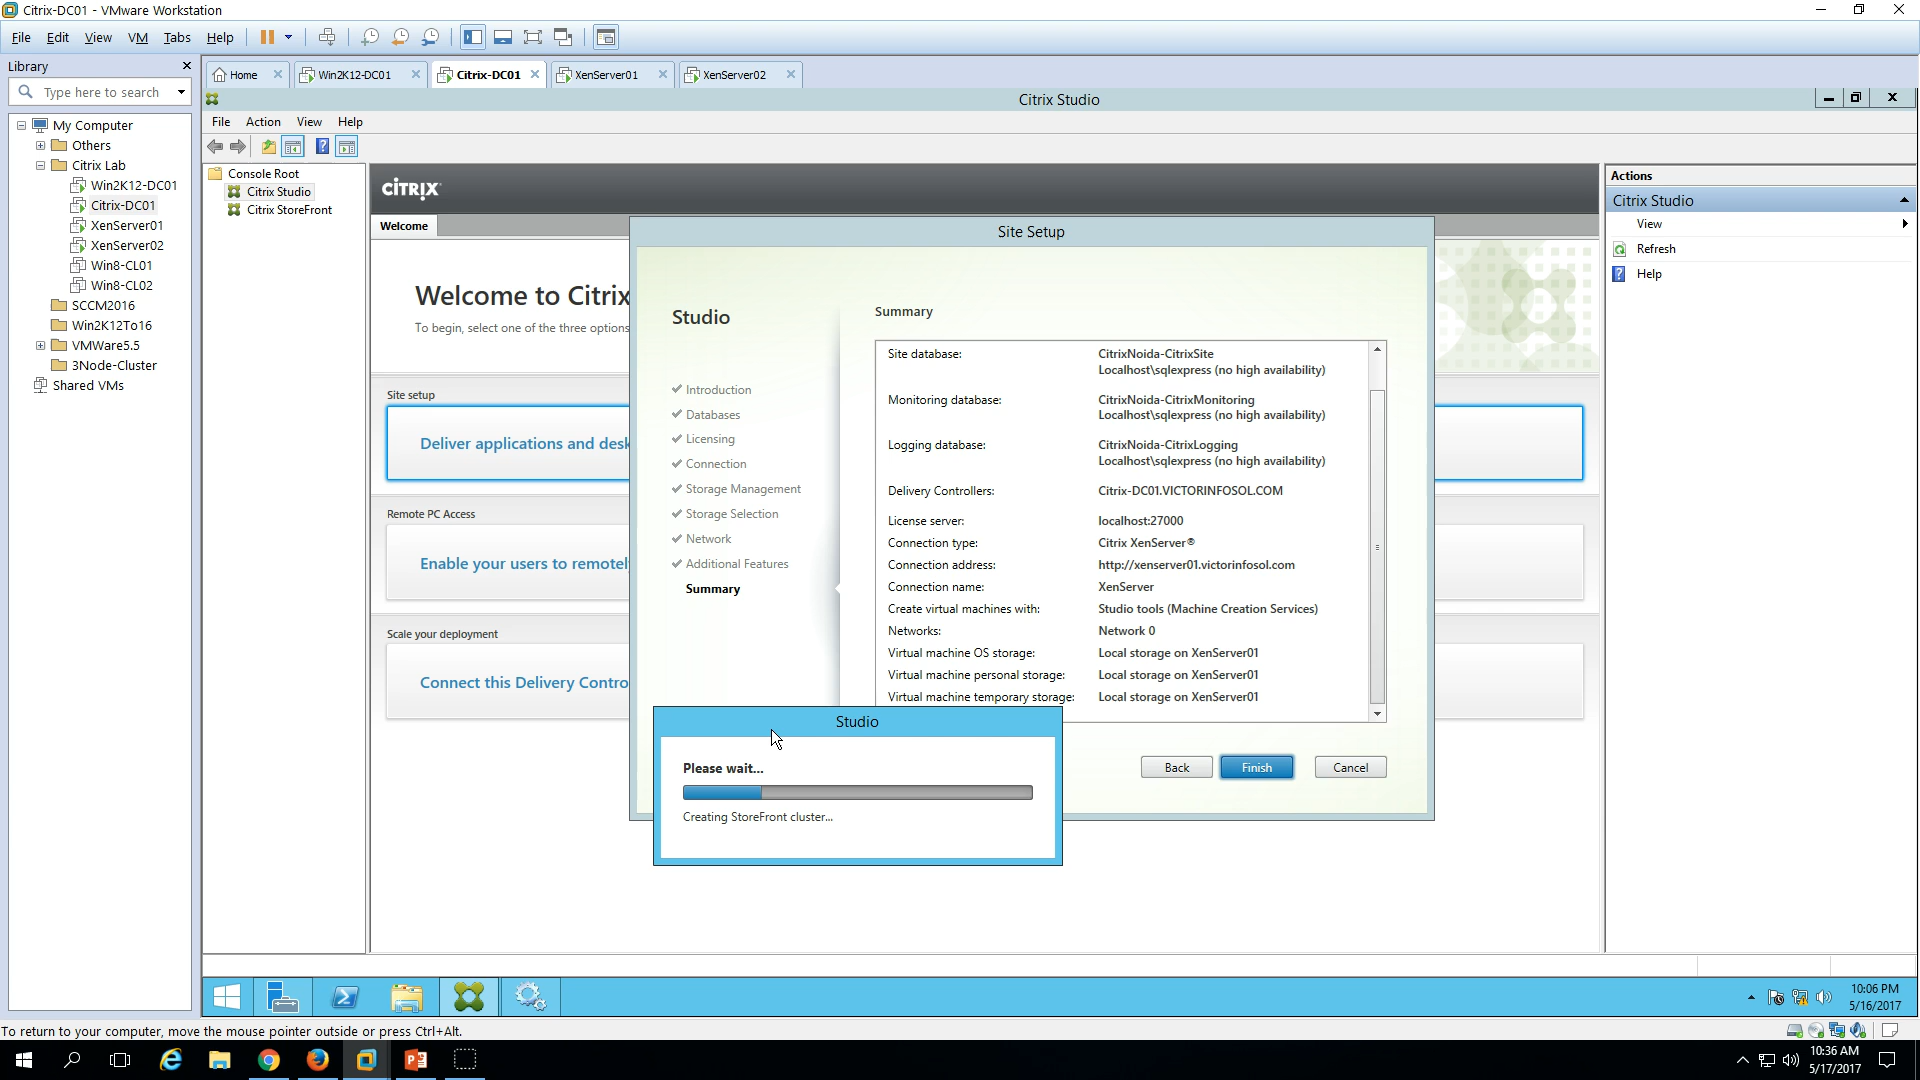 Citrix-DC01 - VMware Workstation
File Edit View VM Tabs Help
Library
Type here to search
My Computer
Others
Citrix Lab
Win2K12-DC01
Citrix-DC01
XenServer01
XenServer02
Win8-CL01
Win8-CL02
SCCM2016
Win2K12To16
VMWare5.5
3Node-Cluster
Shared VMs
Home Win2K12-DC01 Citrix-DC01 XenServer01 XenServer02
Citrix Studio
File Action View Help
Console Root
Citrix Studio
Citrix StoreFront
CITRIX
Welcome
Welcome to Citrix
To begin, select one of the three options
Site setup
Deliver applications and desk
Remote PC Access
Enable your users to remotel
Scale your deployment
Connect this Delivery Contro
Site Setup
Studio
Introduction
Databases
Licensing
Connection
Storage Management
Storage Selection
Network
Additional Features
Summary
Summary
Site database: CitrixNoida-CitrixSite
Localhost\sqlexpress (no high availability)
Monitoring database: CitrixNoida-CitrixMonitoring
Localhost\sqlexpress (no high availability)
Logging database: CitrixNoida-CitrixLogging
Localhost\sqlexpress (no high availability)
Delivery Controllers: Citrix-DC01.VICTORINFOSOL.COM
License server: localhost:27000
Connection type: Citrix XenServer®
Connection address: http://xenserver01.victorinfosol.com
Connection name: XenServer
Create virtual machines with: Studio tools (Machine Creation Services)
Networks: Network 0
Virtual machine OS storage: Local storage on XenServer01
Virtual machine personal storage: Local storage on XenServer01
Virtual machine temporary storage: Local storage on XenServer01
Back Finish Cancel
Studio
Please wait...
Creating StoreFront cluster...
Actions
Citrix Studio
View
Refresh
Help
10:06 PM
5/16/2017
To return to your computer, move the mouse pointer outside or press Ctrl+Alt.
10:36 AM
5/17/2017